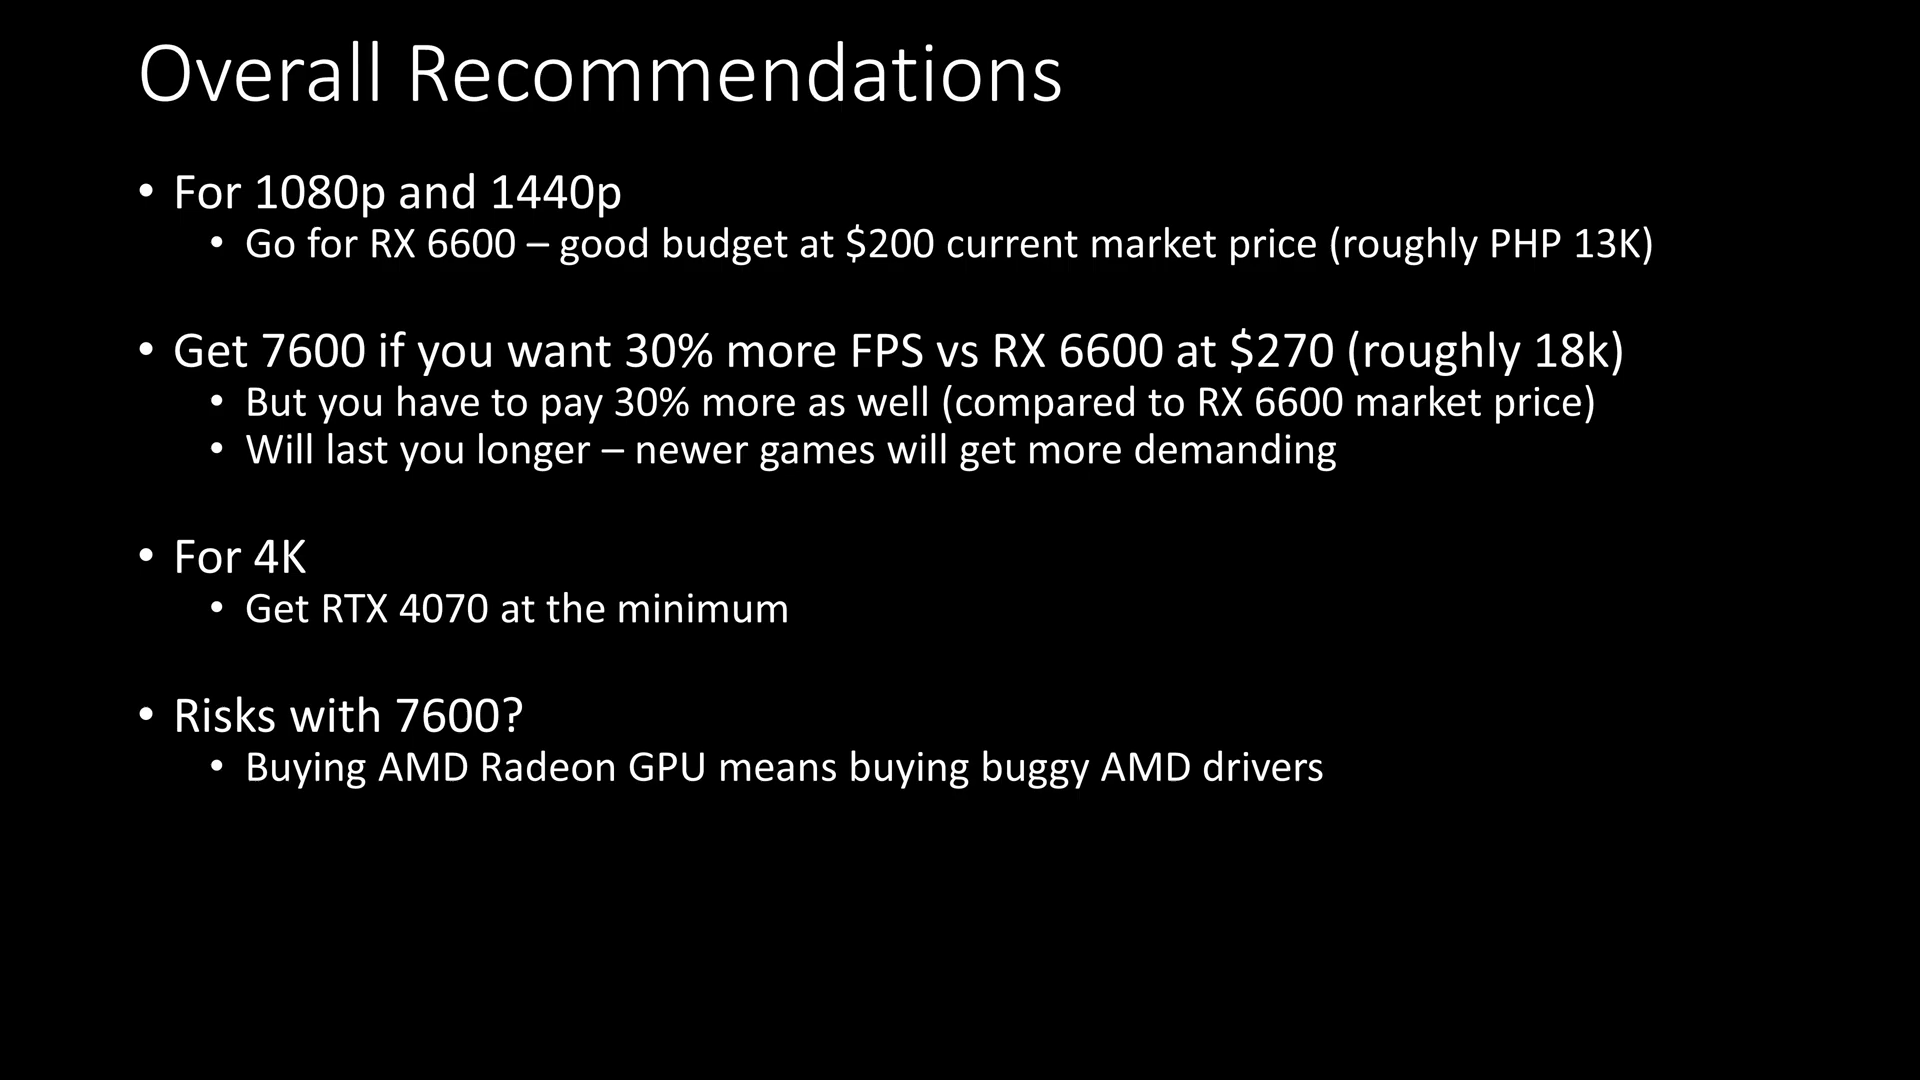 Overall Recommendations
• For 1080p and 1440p
• Go for RX 6600 – good budget at $200 current market price (roughly PHP 13K)
• Get 7600 if you want 30% more FPS vs RX 6600 at $270 (roughly 18k)
• But you have to pay 30% more as well (compared to RX 6600 market price)
• Will last you longer – newer games will get more demanding
• For 4K
• Get RTX 4070 at the minimum
• Risks with 7600?
• Buying AMD Radeon GPU means buying buggy AMD drivers